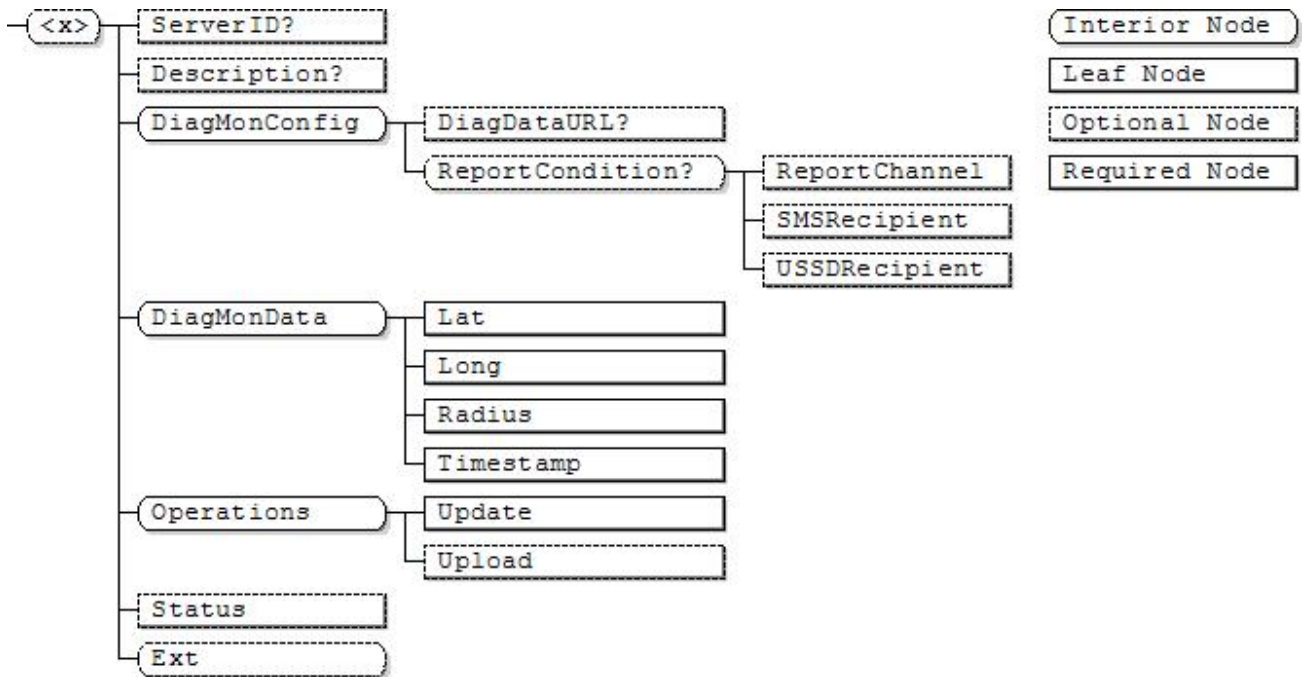 <x>
ServerID?
Description?
DiagMonConfig
DiagDataURL?
ReportCondition?
ReportChannel
SMSRecipient
USSDRecipient
DiagMonData
Lat
Long
Radius
Timestamp
Operations
Update
Upload
Status
Ext
Interior Node
Leaf Node
Optional Node
Required Node